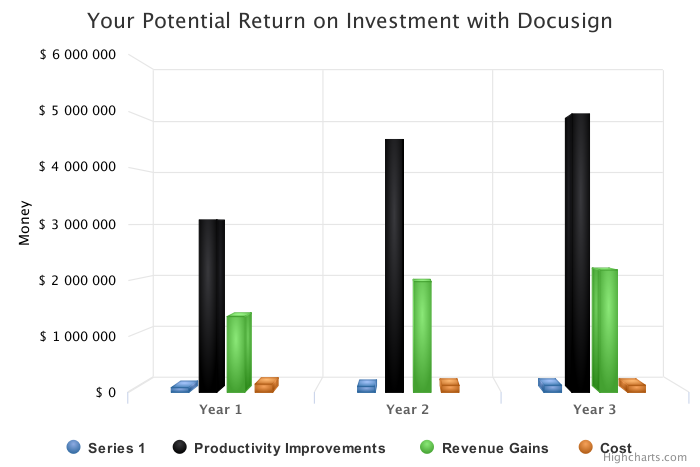 Your Potential Return on Investment with Docusign
$ 6 000 000
$ 5 000 000
$ 4 000 000
$ 3 000 000
$ 2 000 000
$ 1 000 000
$ 0
Money
Year 1
Year 2
Year 3
Series 1
Productivity Improvements
Revenue Gains
Cost
Highcharts.com